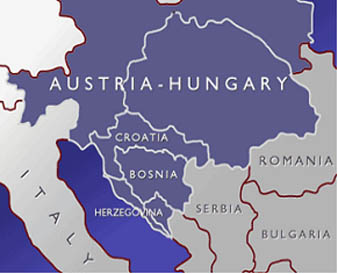 AUSTRIA-HUNGARY
CROATIA
ROMANIA
BOSNIA
ITALY
HERZEGOVINA
SERBIA
BULGARIA